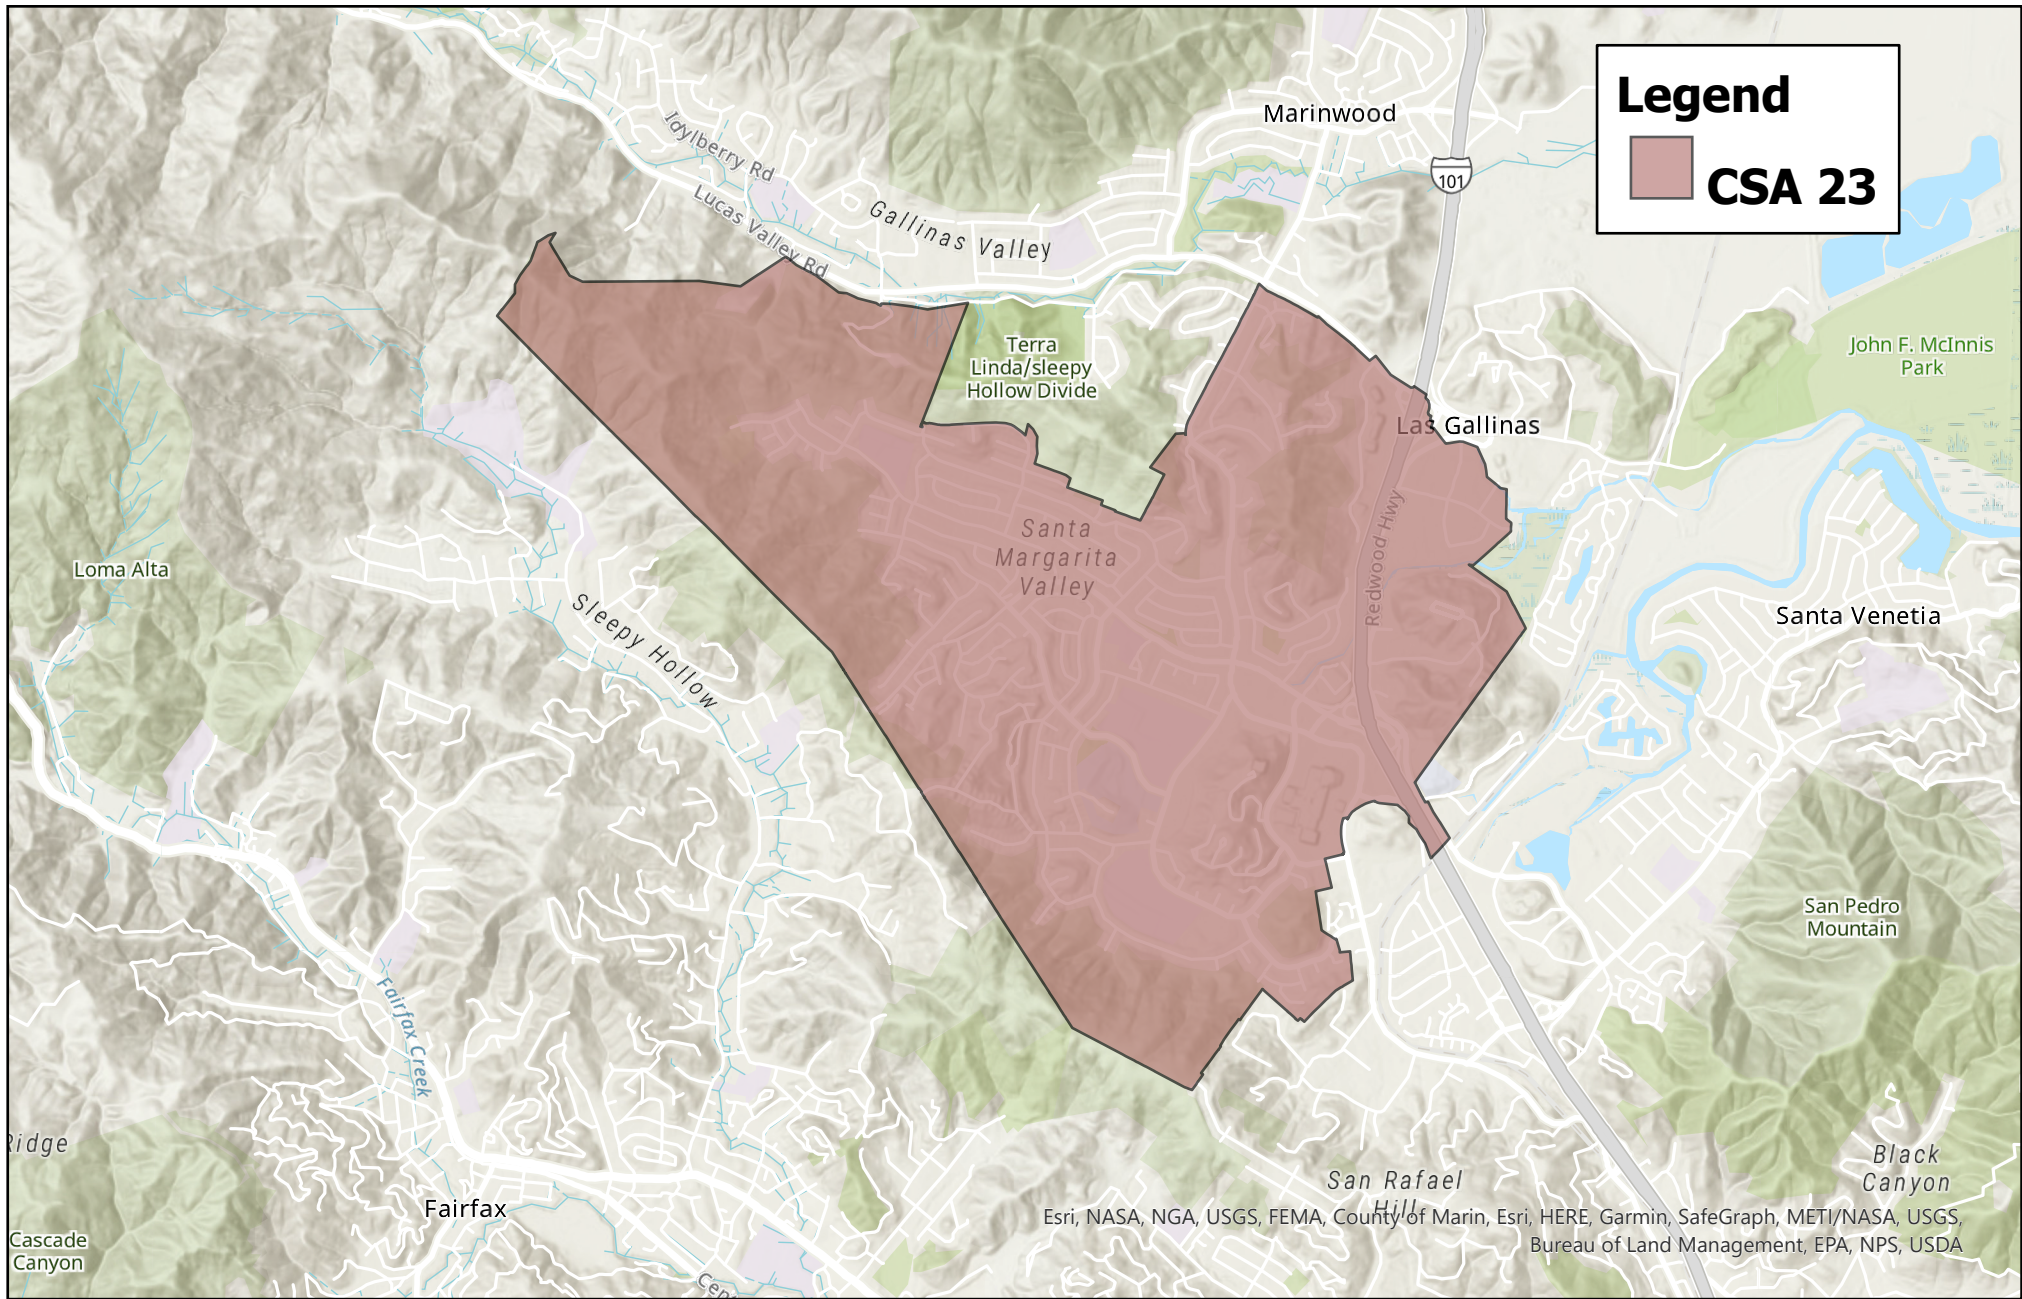 Legend
CSA 23
Marinwood
101
Idylberry Rd
Lucas Valley Rd
Gallinas Valley
Terra
Linda/sleepy
Hollow Divide
John F. McInnis
Park
Las Gallinas
Santa
Margarita
Valley
Redwood Hwy
Loma Alta
Sleepy Hollow
Santa Venetia
San Pedro
Mountain
Fairfax Creek
Ridge
Black
Canyon
San Rafael
Hill
Fairfax
Cascade
Canyon
Esri, NASA, NGA, USGS, FEMA, County of Marin, Esri, HERE, Garmin, SafeGraph, METI/NASA, USGS,
Bureau of Land Management, EPA, NPS, USDA